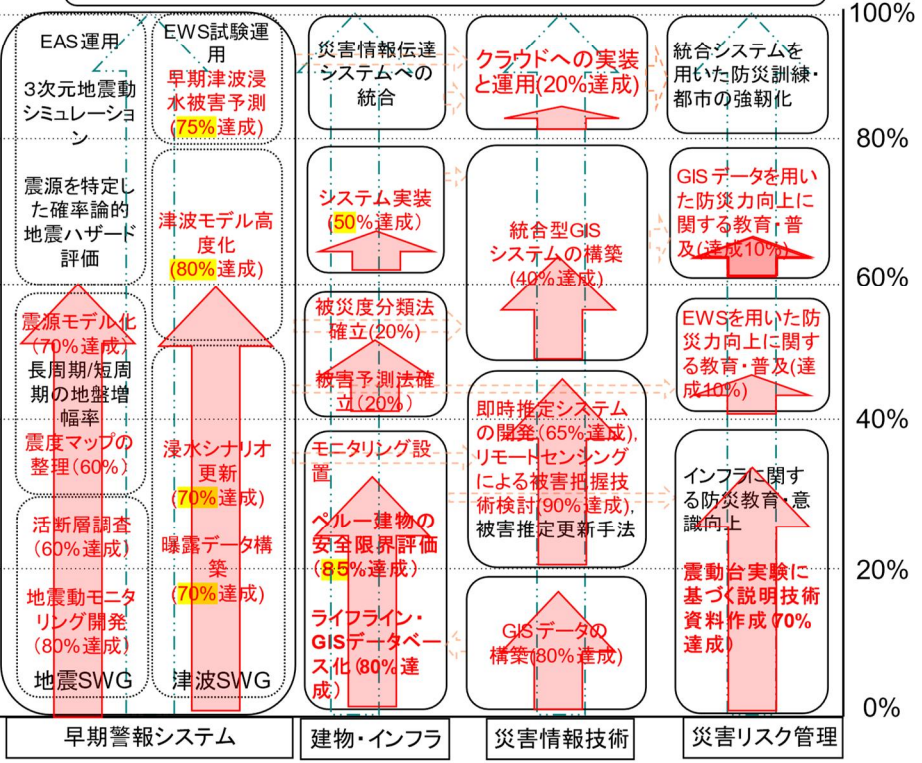 EAS運用
3次元地震動
シミュレーショ
ン
震源を特定し
た確率論的
地震ハザード
評価
震源モデル化
(70%達成)
長周期/短周
期の地盤増
幅率
震度マップの
整理(60%)
活断層調査
(60%達成)
地震動モニタ
リング開発
(80%達成)
地震SWG
EWS試験運
用
早期津波浸
水被害予測
(75%達成)
津波モデル高
度化
(80%達成)
浸水シナリオ
更新
(70%達成)
曝露データ構
築
(70%達成)
津波SWG
早期警報システム
災害情報伝達
システムへの
統合
システム実装
(50%達成)
被災度分類法
確立(20%)
被害予測法確
立(20%)
モニタリング設
置
ペルー建物の
安全限界評価
(85%達成)
ライフライン・
GISデータベー
ス化(80%達
成)
建物・インフラ
クラウドへの実装
と運用(20%達成)
統合型GIS
システムの構築
(40%達成)
即時推定システム
の開発(65%達成),
リモートセンシング
による被害把握技
術検討(90%達成),
被害推定更新手法
GISデータの
構築(80%達成)
災害情報技術
統合システムを
用いた防災訓練・
都市の強靭化
GISデータを用い
た防災力向上に
関する教育・普
及(達成10%)
EWSを用いた防
災力向上に関す
る教育・普及(達
成10%)
インフラに関す
る防災教育・意
識向上
震動台実験に
基づく説明技術
資料作成(70%
達成)
災害リスク管理
100%
80%
60%
40%
20%
0%